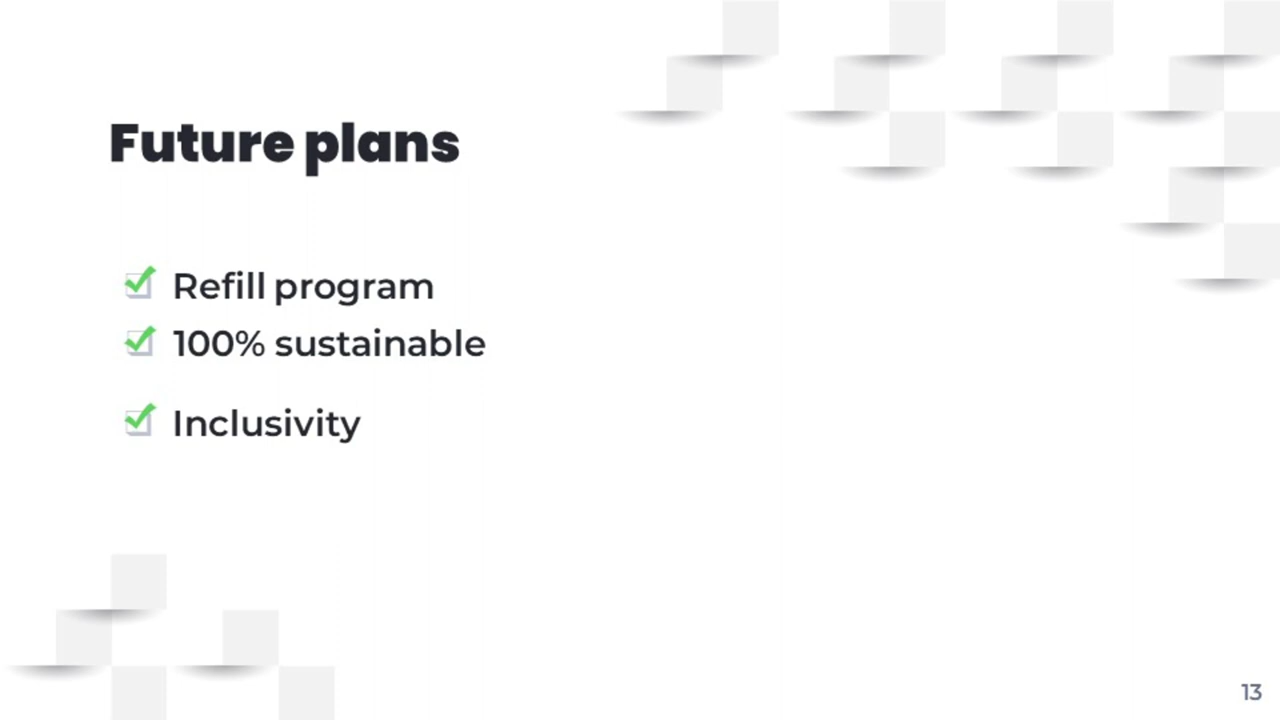 Future plans
Refill program
100% sustainable
Inclusivity
13